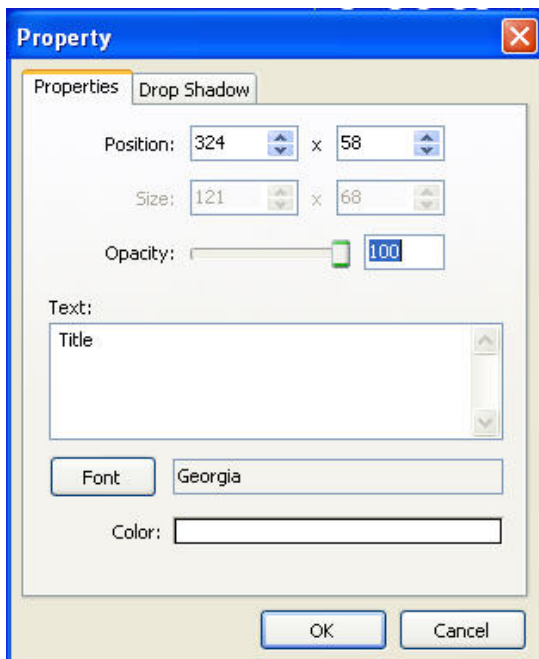 Property
Properties Drop Shadow
Position: 324 x 58
Size: 121 x 68
Opacity: 100
Text:
Title
Font Georgia
Color:
OK Cancel